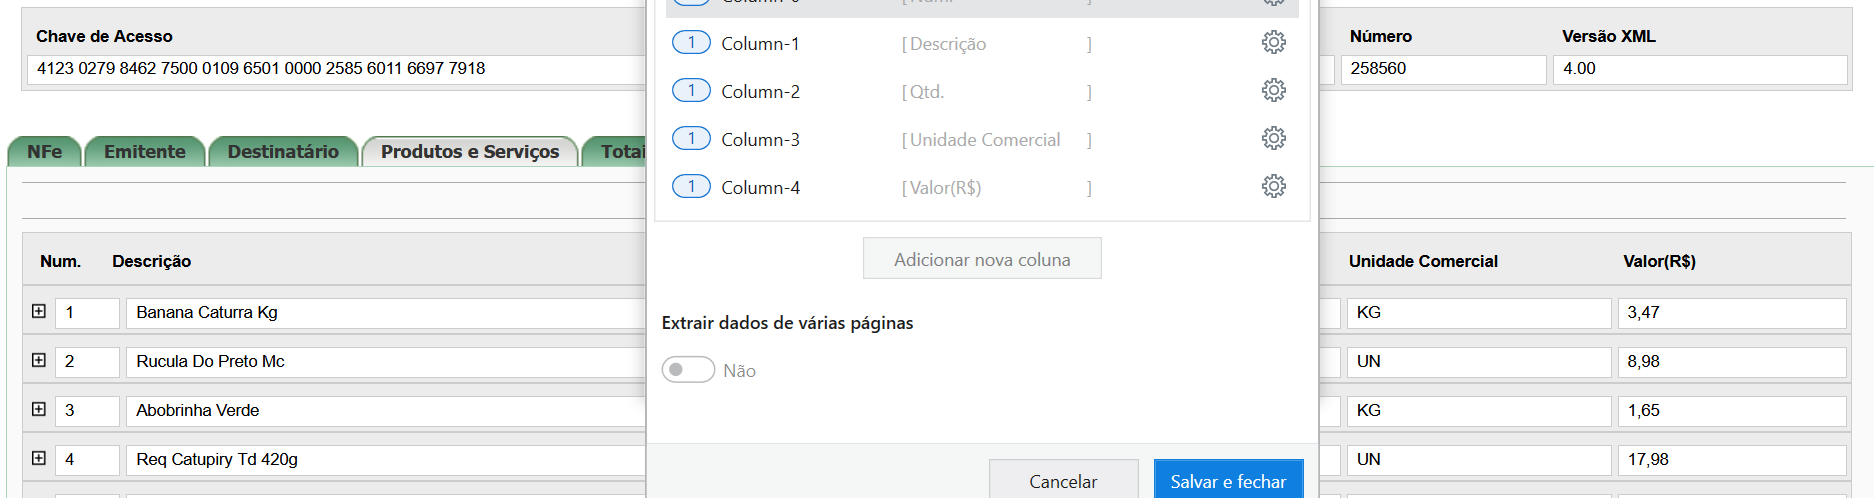 Chave de Acesso
4123 0279 8462 7500 0109 6501 0000 2585 6011 6697 7918
Número
258560
Versão XML
4.00
NFe
Emitente
Destinatário
Produtos e Serviços
1 Column-1 [ Descrição ]
1 Column-2 [ Qtd. ]
1 Column-3 [ Unidade Comercial ]
1 Column-4 [ Valor(R$) ]
Adicionar nova coluna
Extrair dados de várias páginas
Não
Cancelar
Salvar e fechar
Num. Descrição Unidade Comercial Valor(R$)
1 Banana Caturra Kg KG 3,47
2 Rucula Do Preto Mc UN 8,98
3 Abobrinha Verde KG 1,65
4 Req Catupiry Td 420g UN 17,98